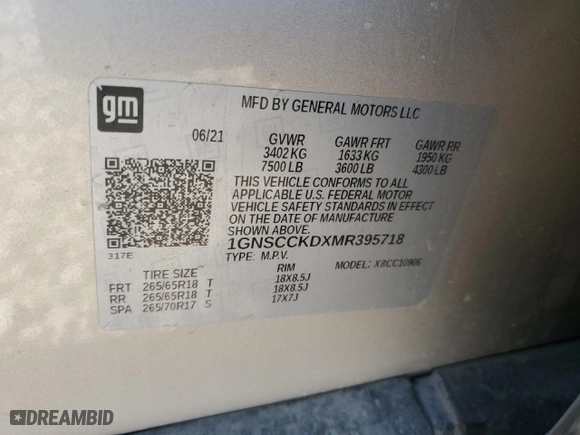 gm
MFD BY GENERAL MOTORS LLC
06/21 GVWR GAWR FRT GAWR RR
3402 KG 1633 KG 1950 KG
7500 LB 3600 LB 4300 LB
THIS VEHICLE CONFORMS TO ALL
APPLICABLE U.S. FEDERAL MOTOR
VEHICLE SAFETY STANDARDS IN EFFECT
ON THE DATE OF MANUFACTURE
SHOWN ABOVE.
317E 1GNSCCKDXMR395718
TYPE: M.P.V. MODEL: X8CC10906
TIRE SIZE RIM
FRT 265/65R18 T 18X8.5J
RR 265/65R18 T 18X8.5J
SPA 265/70R17 S 17X7J
DREAMBID